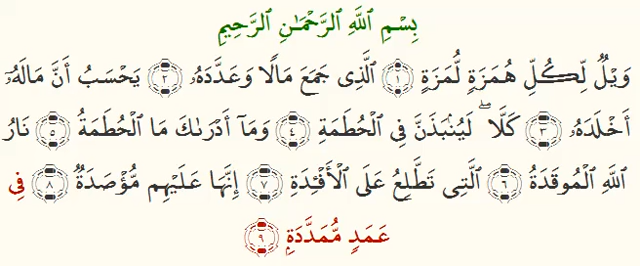 بِسْمِ ٱللَّهِ ٱلرَّحْمَـٰنِ ٱلرَّحِيمِ
وَيْلٌ لِّكُلِّ هُمَزَةٍ لُّمَزَةٍ ١ ٱلَّذِى جَمَعَ مَالًا وَعَدَّدَهُۥ ٢ يَحْسَبُ أَنَّ مَالَهُۥٓ
أَخْلَدَهُۥ ٣ كَلَّا ۖ لَيُنۢبَذَنَّ فِى ٱلْحُطَمَةِ ٤ وَمَآ أَدْرَىٰكَ مَا ٱلْحُطَمَةُ ٥ نَارُ
ٱللَّهِ ٱلْمُوقَدَةُ ٦ ٱلَّتِى تَطَّلِعُ عَلَى ٱلْأَفْـِٔدَةِ ٧ إِنَّهَا عَلَيْهِم مُّؤْصَدَةٌ ٨ فِى
عَمَدٍ مُّمَدَّدَةٍۭ ٩